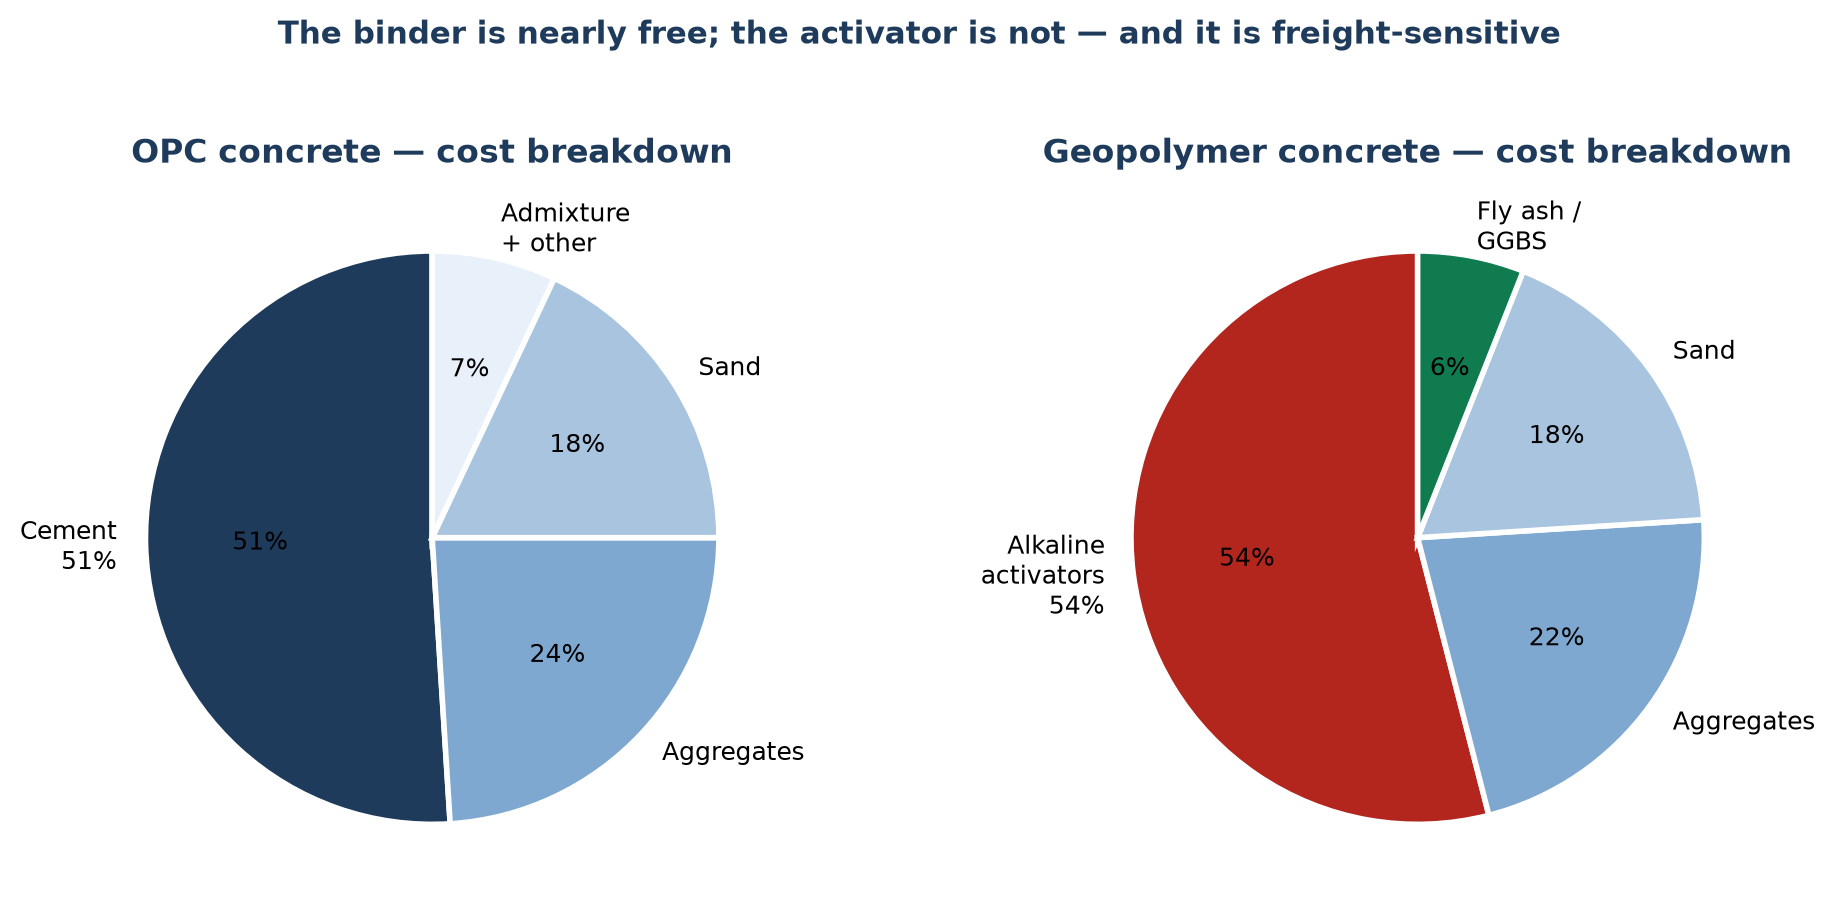 The binder is nearly free; the activator is not — and it is freight-sensitive
OPC concrete — cost breakdown
Admixture
+ other
7%
Sand
18%
Cement
51%
51%
24%
Aggregates
Geopolymer concrete — cost breakdown
Fly ash /
GGBS
6%
Sand
18%
Alkaline
activators
54%
54%
22%
Aggregates